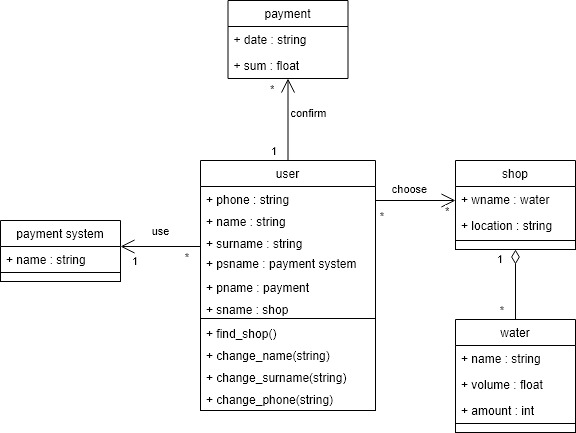 payment
+ date : string
+ sum : float
*
confirm
1
user
+ phone : string
+ name : string
+ surname : string
+ psname : payment system
+ pname : payment
+ sname : shop
+ find_shop()
+ change_name(string)
+ change_surname(string)
+ change_phone(string)
choose
*
*
shop
+ wname : water
+ location : string
use
1
*
payment system
+ name : string
1
*
water
+ name : string
+ volume : float
+ amount : int